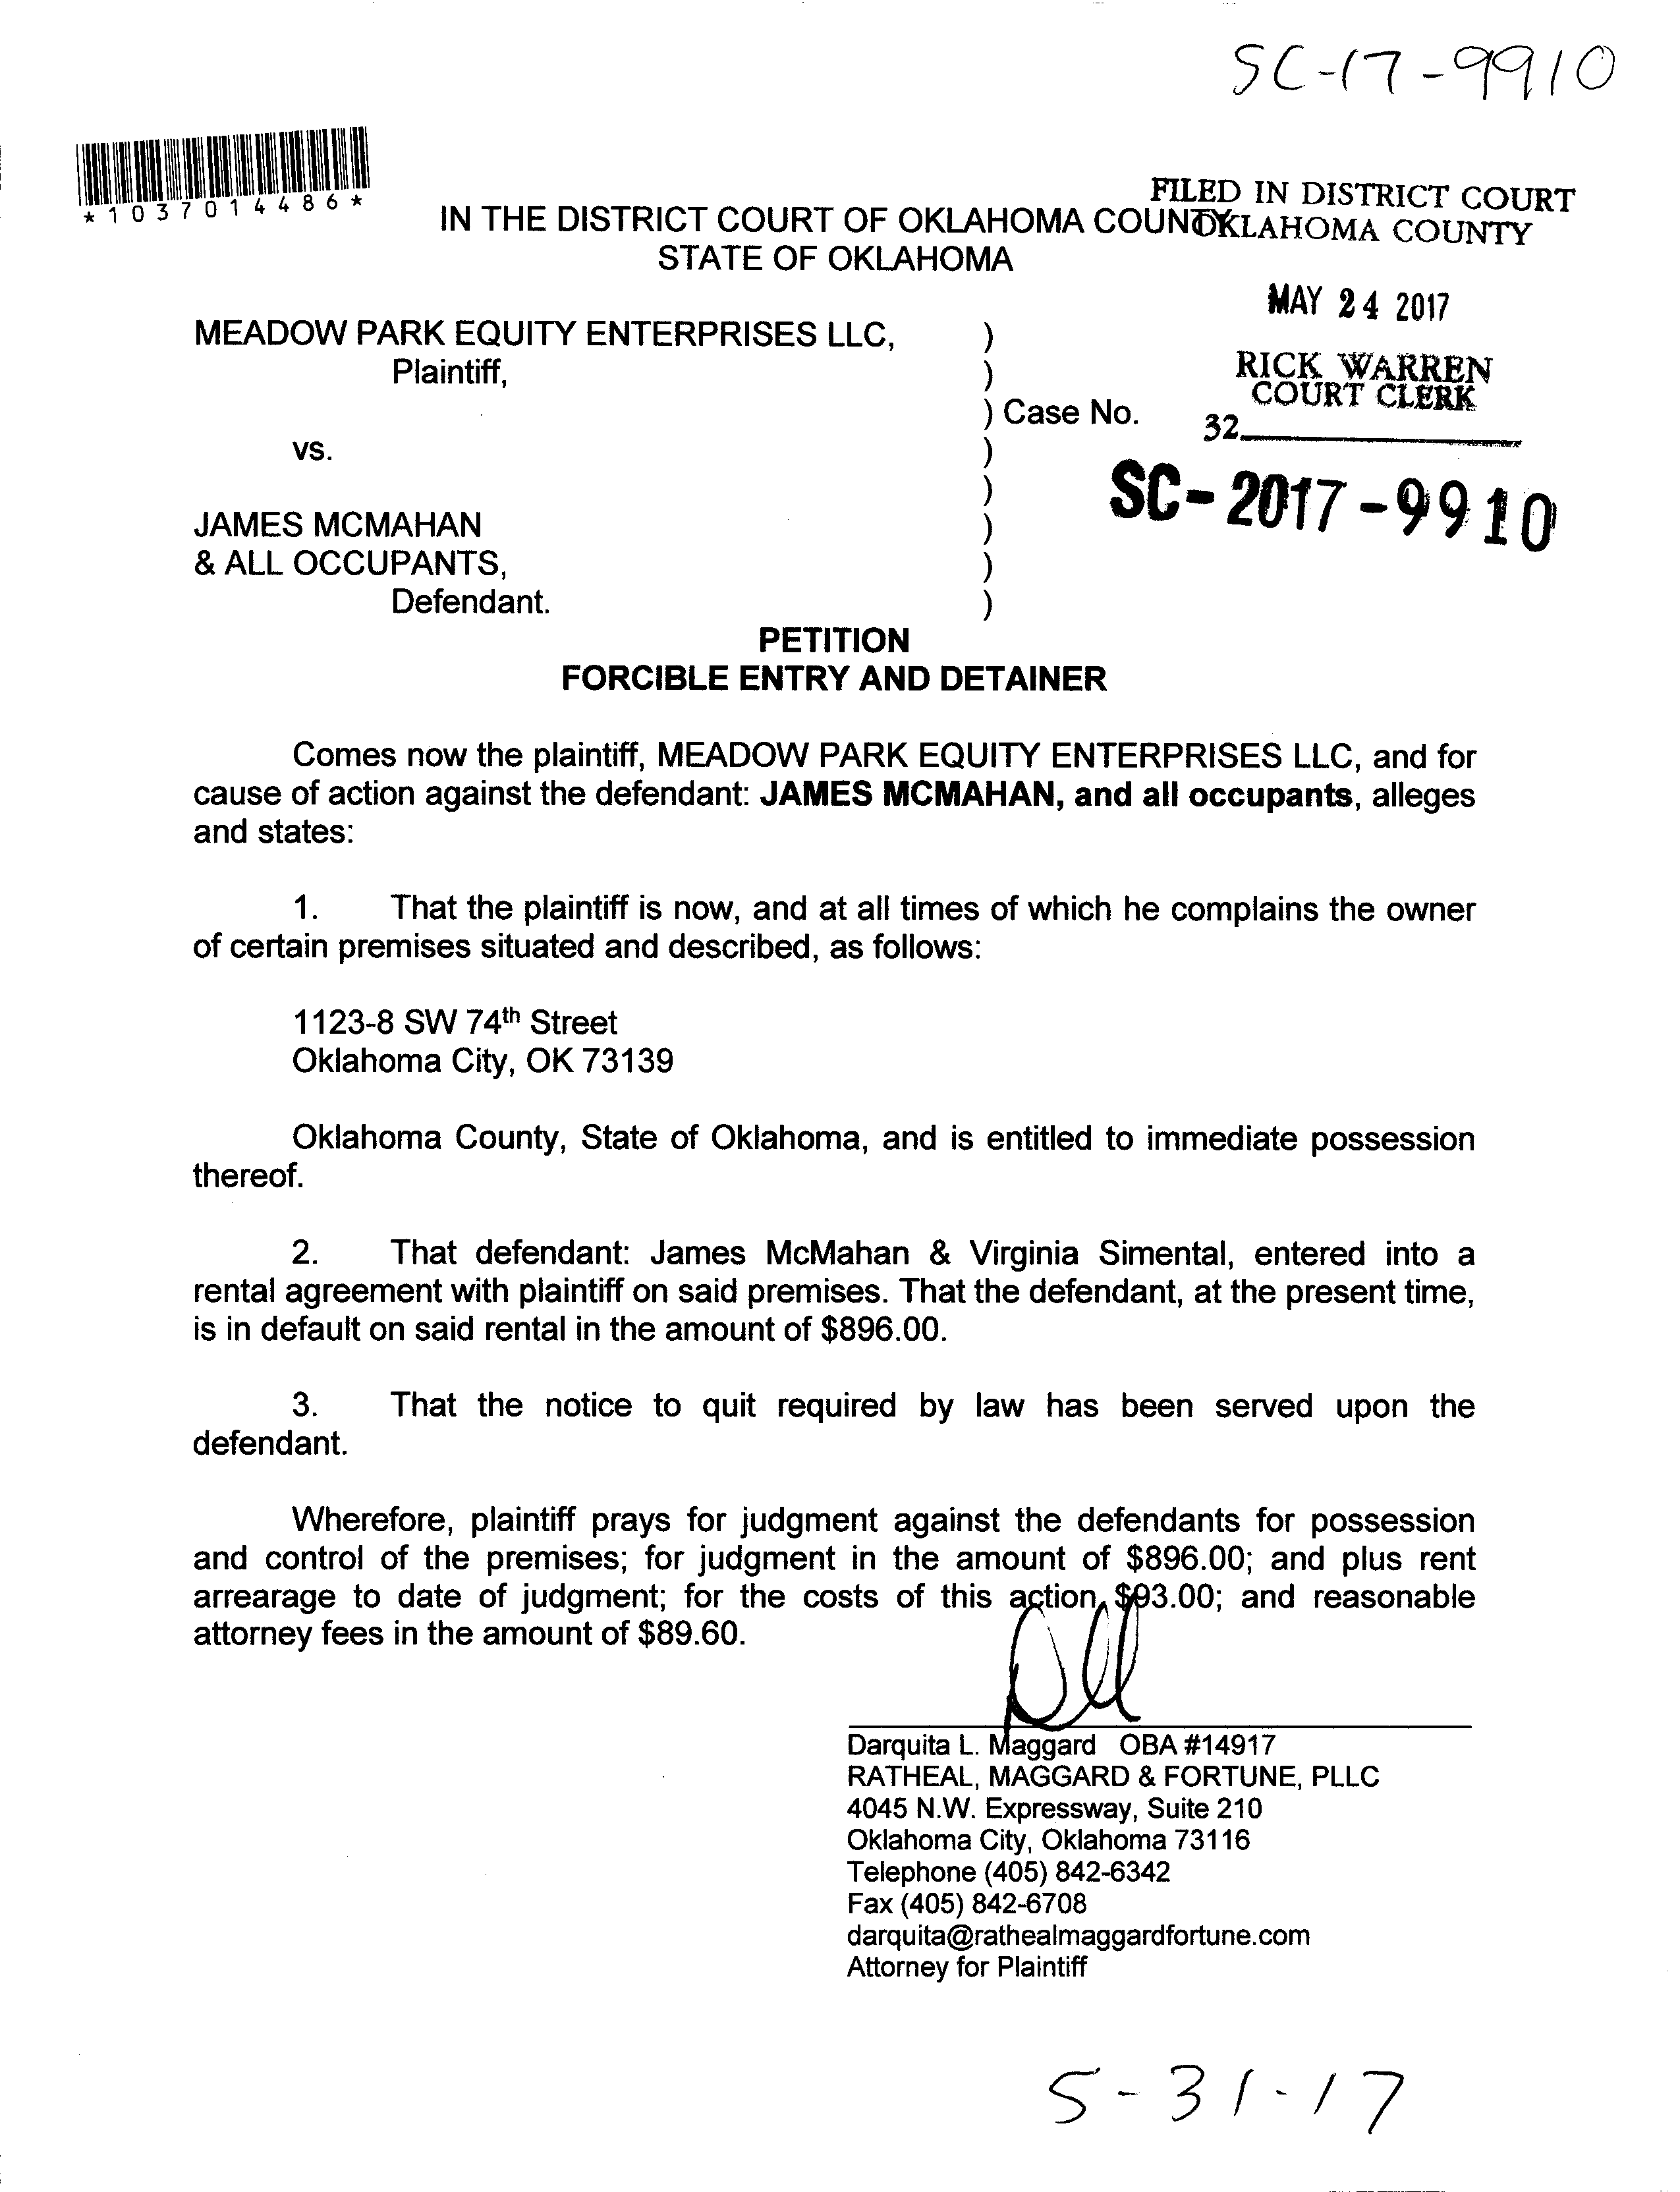 SC-17-9910
*1037014486*
FILED IN DISTRICT COURT
OKLAHOMA COUNTY
IN THE DISTRICT COURT OF OKLAHOMA COUNTY
STATE OF OKLAHOMA
MAY 24 2017
MEADOW PARK EQUITY ENTERPRISES LLC, )
Plaintiff, )
RICK WARREN
COURT CLERK
) Case No.
32
vs. )
)
SC-2017-9910
JAMES MCMAHAN )
& ALL OCCUPANTS, )
Defendant. )
PETITION
FORCIBLE ENTRY AND DETAINER
Comes now the plaintiff, MEADOW PARK EQUITY ENTERPRISES LLC, and for
cause of action against the defendant: JAMES MCMAHAN, and all occupants, alleges
and states:
1. That the plaintiff is now, and at all times of which he complains the owner
of certain premises situated and described, as follows:
1123-8 SW 74th Street
Oklahoma City, OK 73139
Oklahoma County, State of Oklahoma, and is entitled to immediate possession
thereof.
2. That defendant: James McMahan & Virginia Simental, entered into a
rental agreement with plaintiff on said premises. That the defendant, at the present time,
is in default on said rental in the amount of $896.00.
3. That the notice to quit required by law has been served upon the
defendant.
Wherefore, plaintiff prays for judgment against the defendants for possession
and control of the premises; for judgment in the amount of $896.00; and plus rent
arrearage to date of judgment; for the costs of this action, $93.00; and reasonable
attorney fees in the amount of $89.60.
Darquita L. Maggard OBA #14917
RATHEAL, MAGGARD & FORTUNE, PLLC
4045 N.W. Expressway, Suite 210
Oklahoma City, Oklahoma 73116
Telephone (405) 842-6342
Fax (405) 842-6708
darquita@rathealmaggardfortune.com
Attorney for Plaintiff
5-31-17